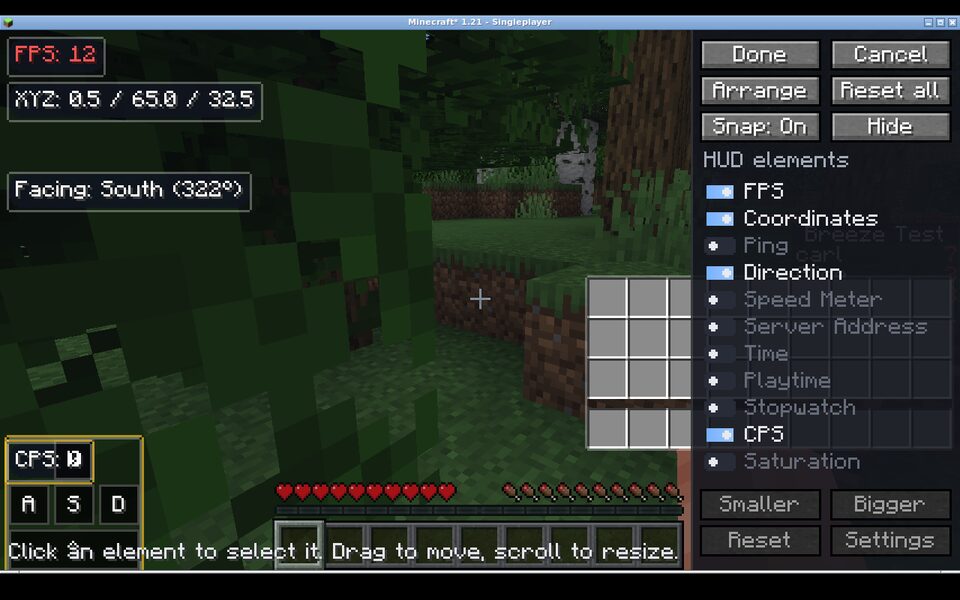 Minecraft* 1.21 - Singleplayer
FPS: 12
XYZ: 0.5 / 65.0 / 32.5
Facing: South (322°)
CPS: 0
A S D
Click an element to select it. Drag to move, scroll to resize.
Done Cancel
Arrange Reset all
Snap: On Hide
HUD elements
FPS
Coordinates
Ping
Breeze Test
carl
Direction
Speed Meter
Server Address
Time
Playtime
Stopwatch
CPS
Saturation
Smaller Bigger
Reset Settings